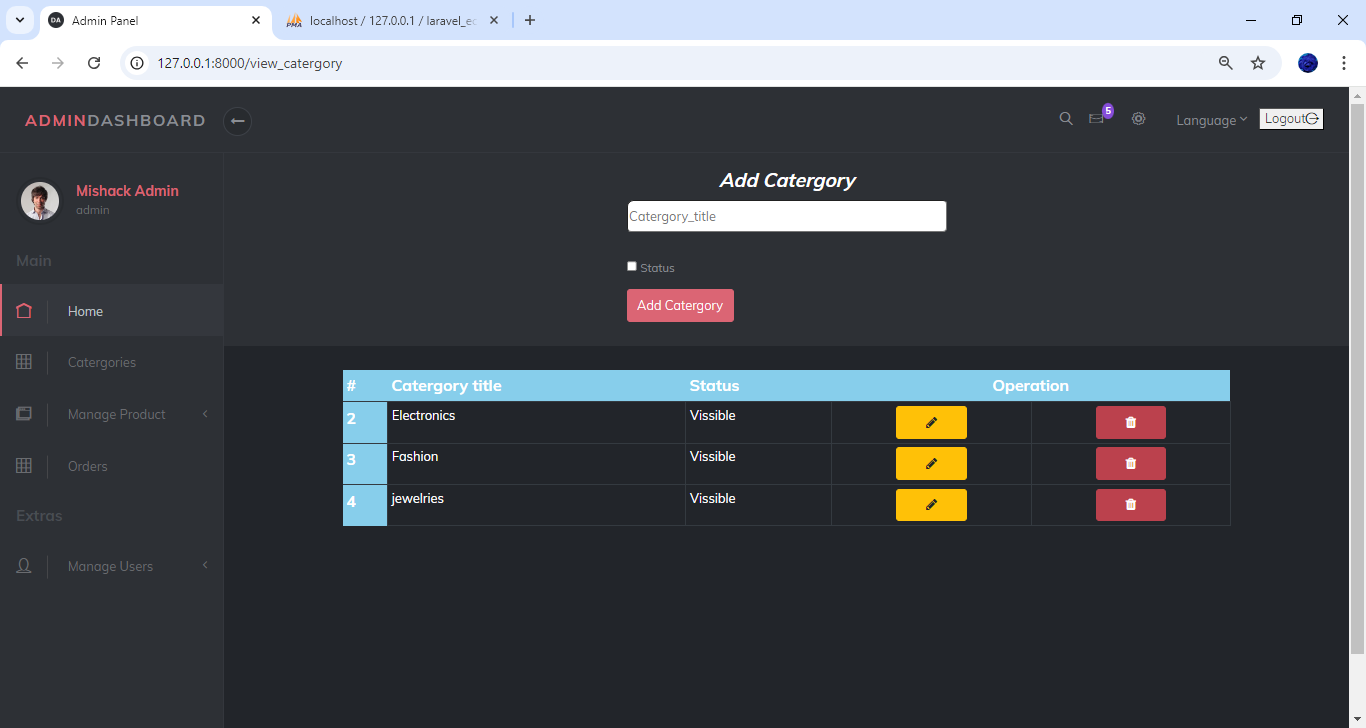 DA Admin Panel
PMA localhost / 127.0.0.1 / laravel_ec
127.0.0.1:8000/view_catergory
ADMINDASHBOARD
5
Language
Logout
Mishack Admin
admin
Main
Home
Catergories
Manage Product
Orders
Extras
Manage Users
Add Catergory
Catergory_title
Status
Add Catergory
# Catergory title Status Operation
2 Electronics Vissible
3 Fashion Vissible
4 jewelries Vissible